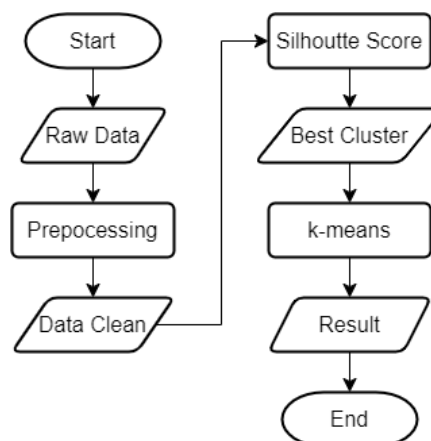 Start
Raw Data
Prepocessing
Data Clean
Silhoutte Score
Best Cluster
k-means
Result
End